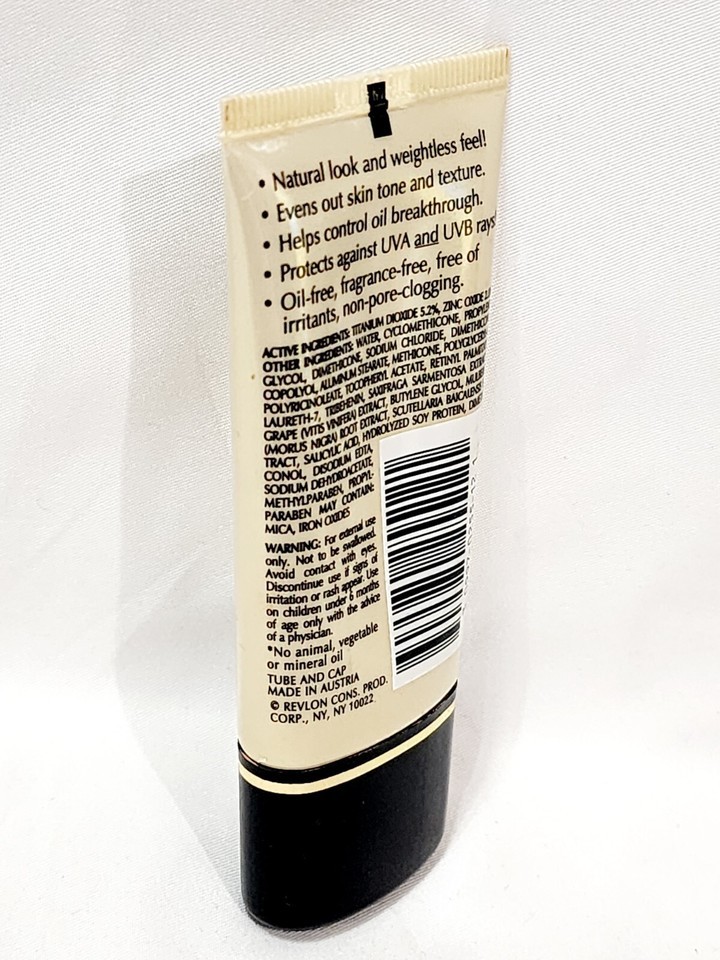 • Natural look and weightless feel!
• Evens out skin tone and texture.
• Helps control oil breakthrough.
• Protects against UVA and UVB rays!
• Oil-free, fragrance-free, free of
irritants, non-pore-clogging.
ACTIVE INGREDIENTS: TITANIUM DIOXIDE 5.2%, ZINC OXIDE
OTHER INGREDIENTS: WATER, CYCLOMETHICONE,
GLYCOL, DIMETHICONE, SODIUM CHLORIDE,
COPOLYOL, ALUMINUM STEARATE, METHICONE,
POLYRICINOLEATE, TOCOPHERYL ACETATE, RETINYL
LAURETH-7, TRIBEHENIN, SAXIFRAGA SARMENTOSA
GRAPE (VITIS VINIFERA) EXTRACT, BUTYLENE GLYCOL,
(MORUS NIGRA) ROOT EXTRACT, SCUTELLARIA
TRACT, SALICYLIC ACID, HYDROLYZED SOY PROTEIN,
CONOL, DISODIUM EDTA,
SODIUM DEHYDROACETATE,
METHYLPARABEN, PROPYL-
PARABEN MAY CONTAIN:
MICA, IRON OXIDES
WARNING: For external use
only. Not to be swallowed.
Avoid contact with eyes.
Discontinue use if signs of
irritation or rash appear. Use
on children under 6 months
of age only with the advice
of a physician.
*No animal, vegetable
or mineral oil
TUBE AND CAP
MADE IN AUSTRIA
© REVLON CONS. PROD.
CORP., NY, NY 10022